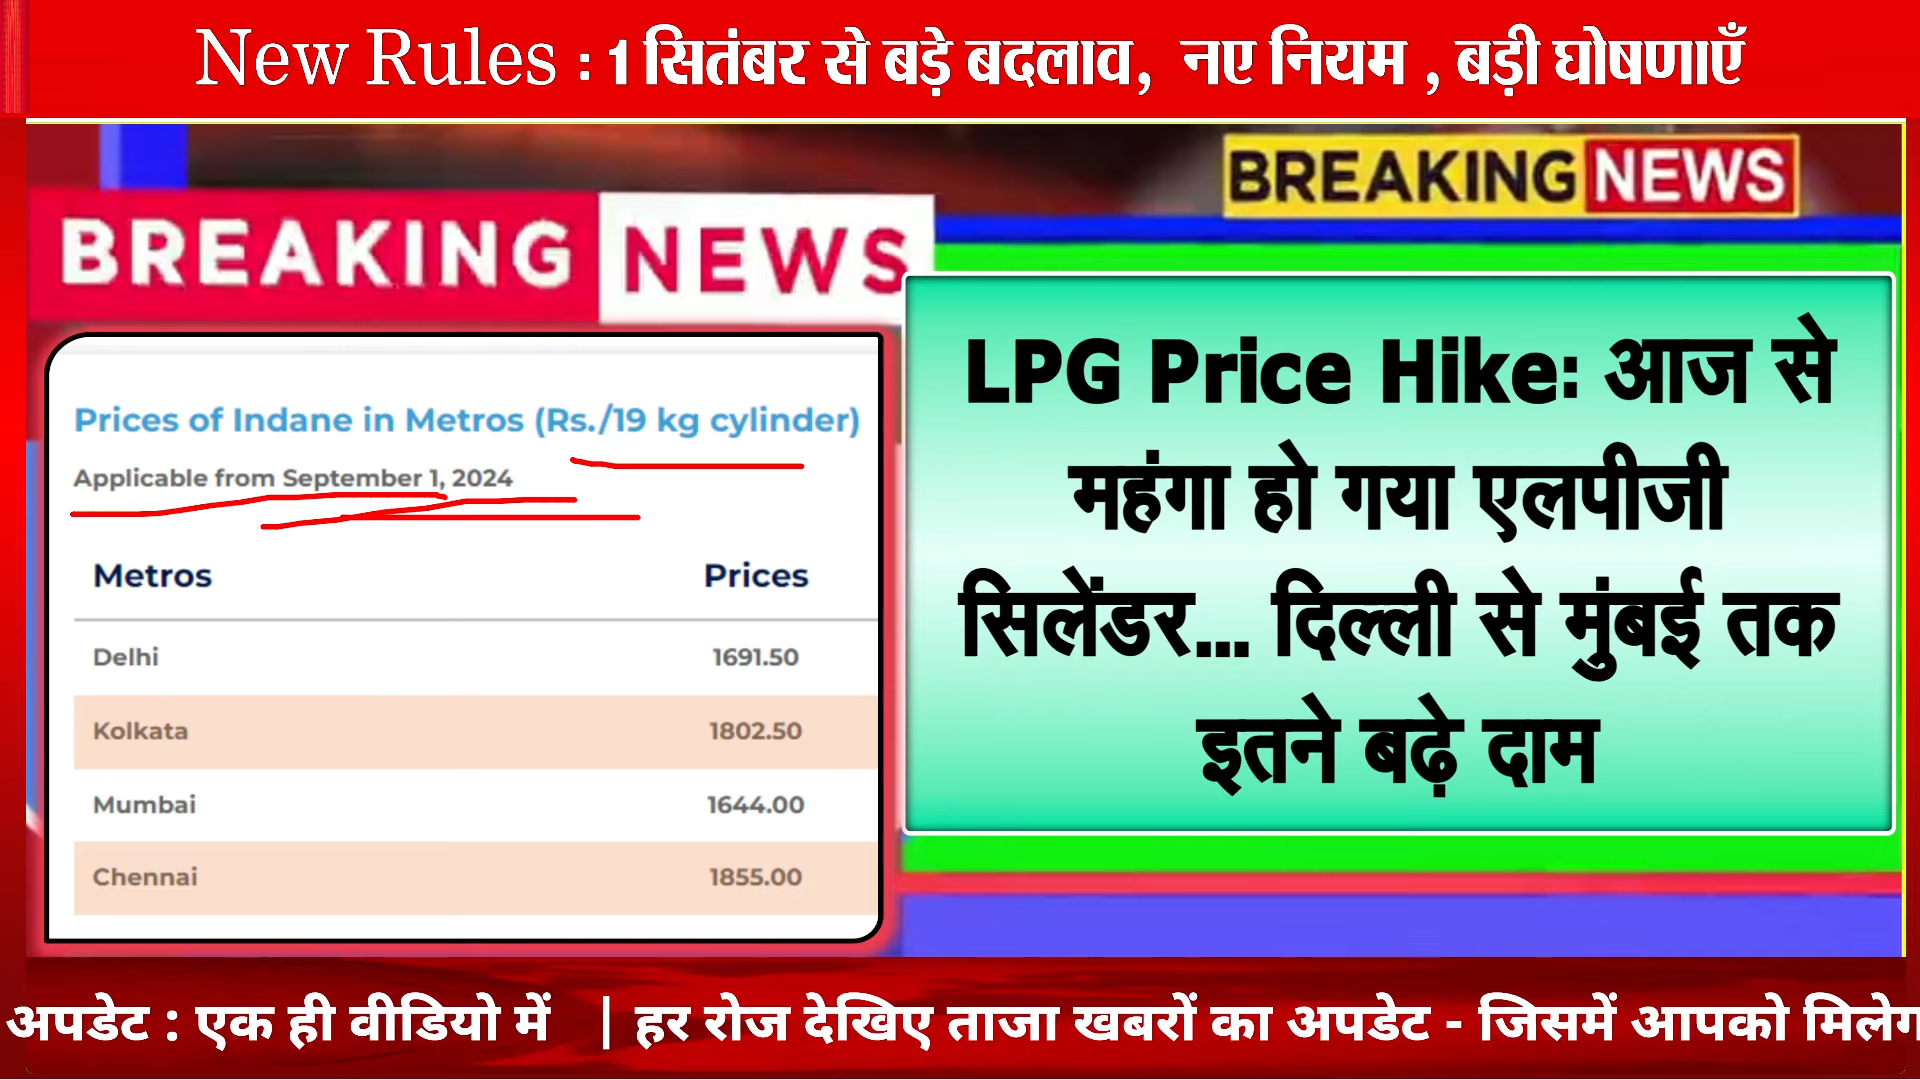 New Rules : 1 सितंबर से बड़े बदलाव, नए नियम , बड़ी घोषणाएँ
BREAKING NEWS
BREAKING NEWS
Prices of Indane in Metros (Rs./19 kg cylinder)
Applicable from September 1, 2024
Metros Prices
Delhi 1691.50
Kolkata 1802.50
Mumbai 1644.00
Chennai 1855.00
LPG Price Hike: आज से
महंगा हो गया एलपीजी
सिलेंडर... दिल्ली से मुंबई तक
इतने बढ़े दाम
अपडेट : एक ही वीडियो में | हर रोज देखिए ताजा खबरों का अपडेट - जिसमें आपको